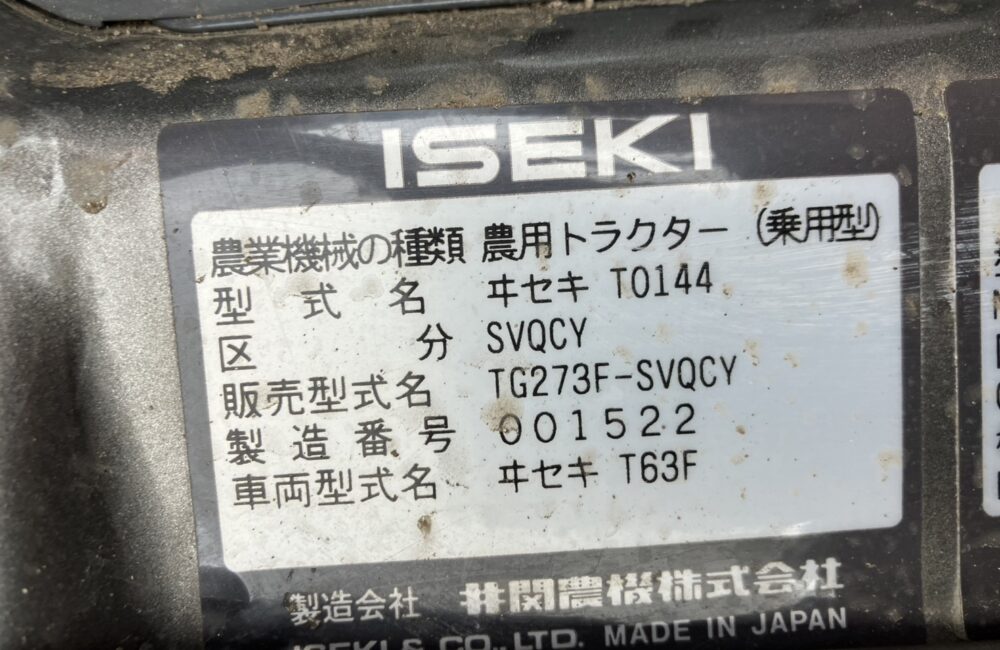 ISEKI
農業機械の種類 農用トラクター (乗用型)
型式名 ヰセキ T0144
区分 SVQCY
販売型式名 TG273F-SVQCY
製造番号 001522
車両型式名 ヰセキ T63F
製造会社 井関農機株式会社
ISEKI & CO., LTD. MADE IN JAPAN